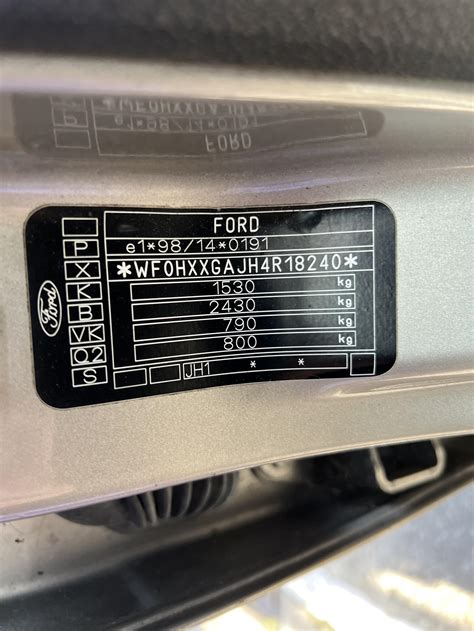 FORD
P e1*98/14*0191
X *WF0HXXGAJH4R18240*
K 1530 kg
B 2430 kg
VK 790 kg
Q2 800 kg
S JH1 * *
Ford